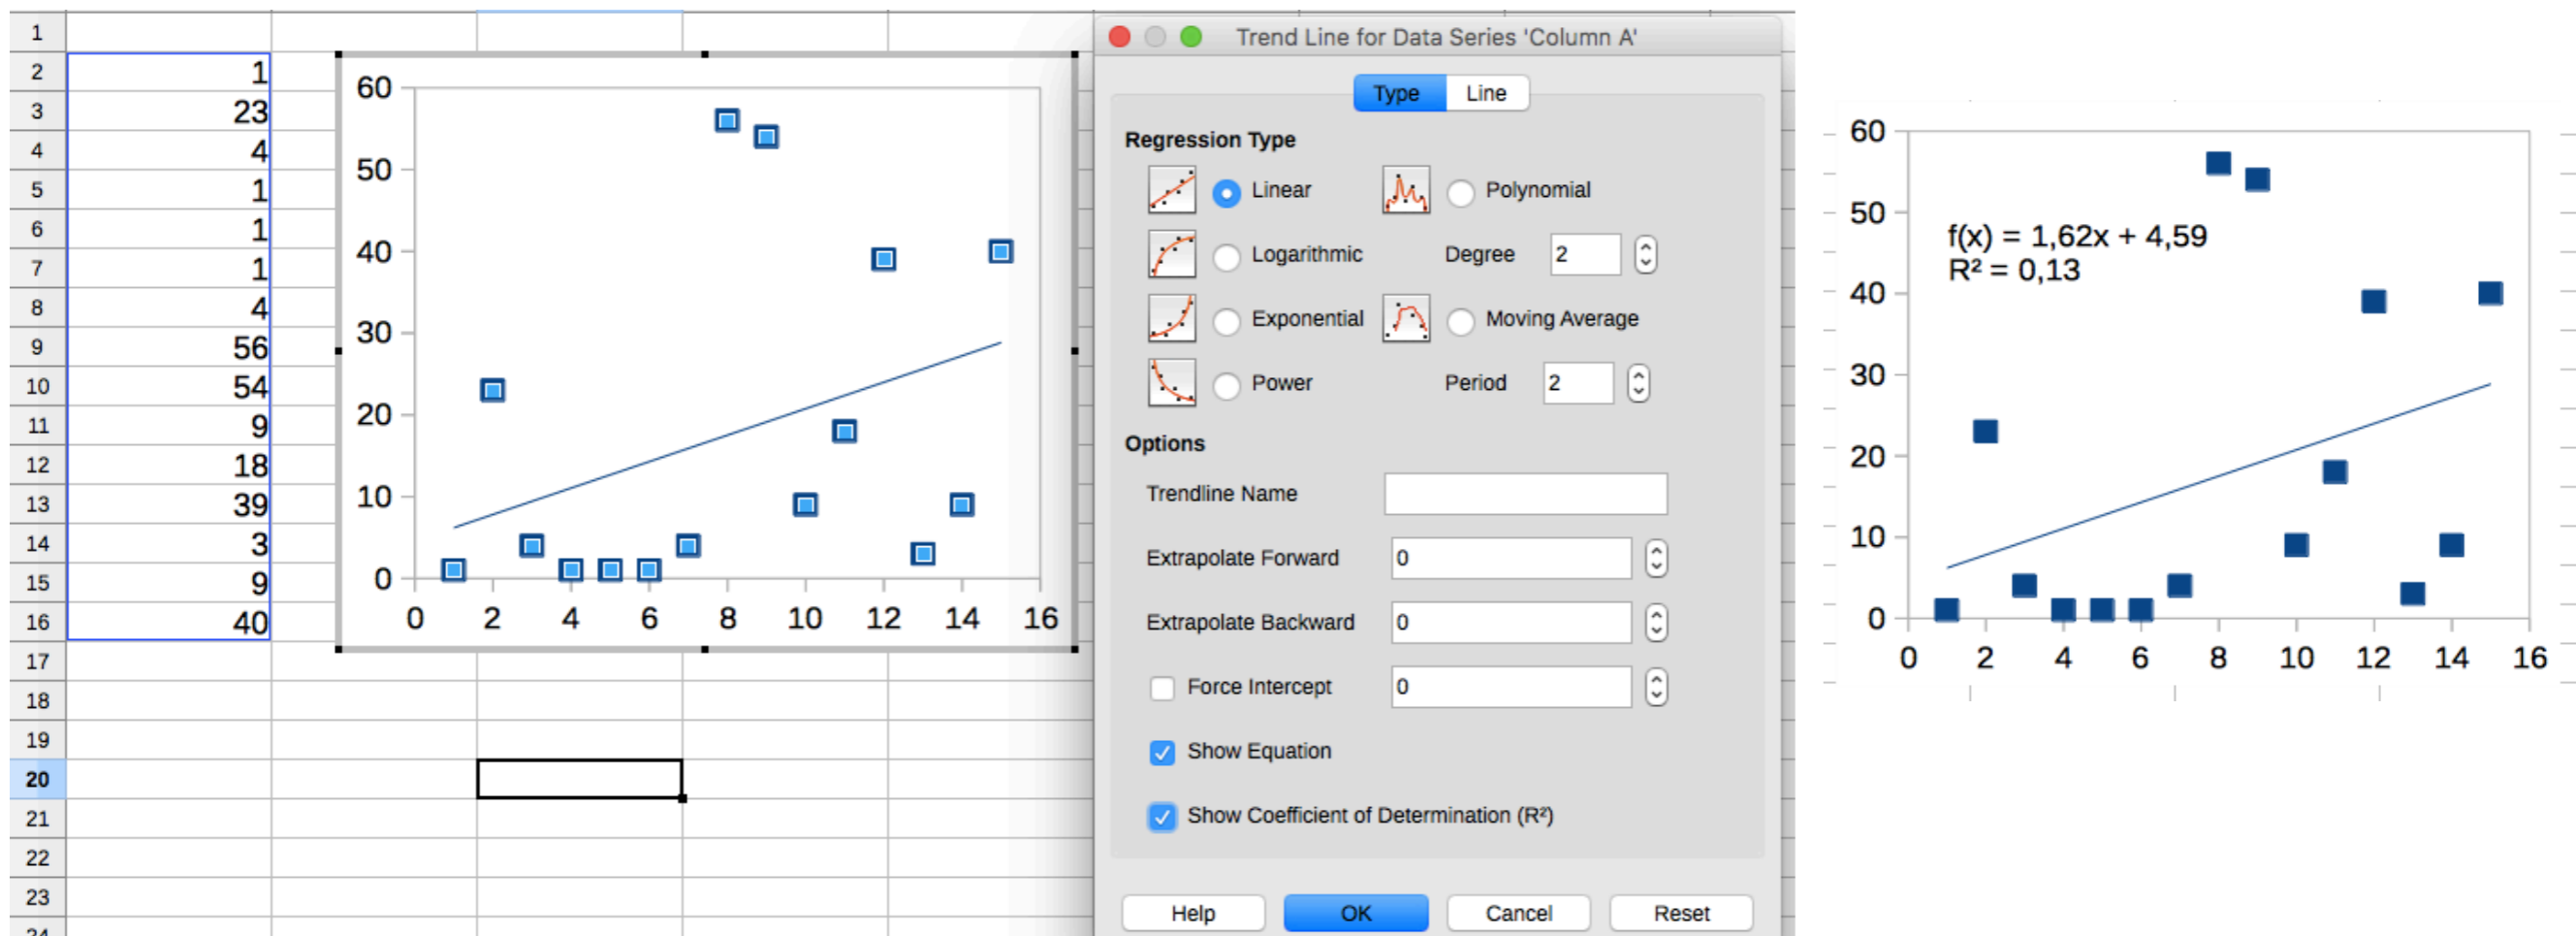 1
2 1
3 23
4 4
5 1
6 1
7 1
8 4
9 56
10 54
11 9
12 18
13 39
14 3
15 9
16 40
17
18
19
20
21
22
23
24
60
50
40
30
20
10
0
0 2 4 6 8 10 12 14 16
Trend Line for Data Series 'Column A'
Type Line
Regression Type
Linear Polynomial
Logarithmic Degree 2
Exponential Moving Average
Power Period 2
Options
Trendline Name
Extrapolate Forward 0
Extrapolate Backward 0
Force Intercept 0
Show Equation
Show Coefficient of Determination (R²)
Help OK Cancel Reset
60
50
f(x) = 1,62x + 4,59
R² = 0,13
40
30
20
10
0
0 2 4 6 8 10 12 14 16